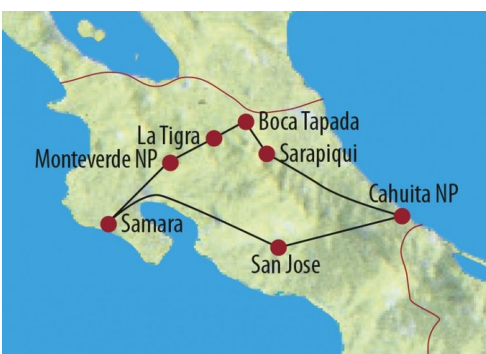 Boca Tapada
La Tigra
Sarapiqui
Monteverde NP
Cahuita NP
Samara
San Jose